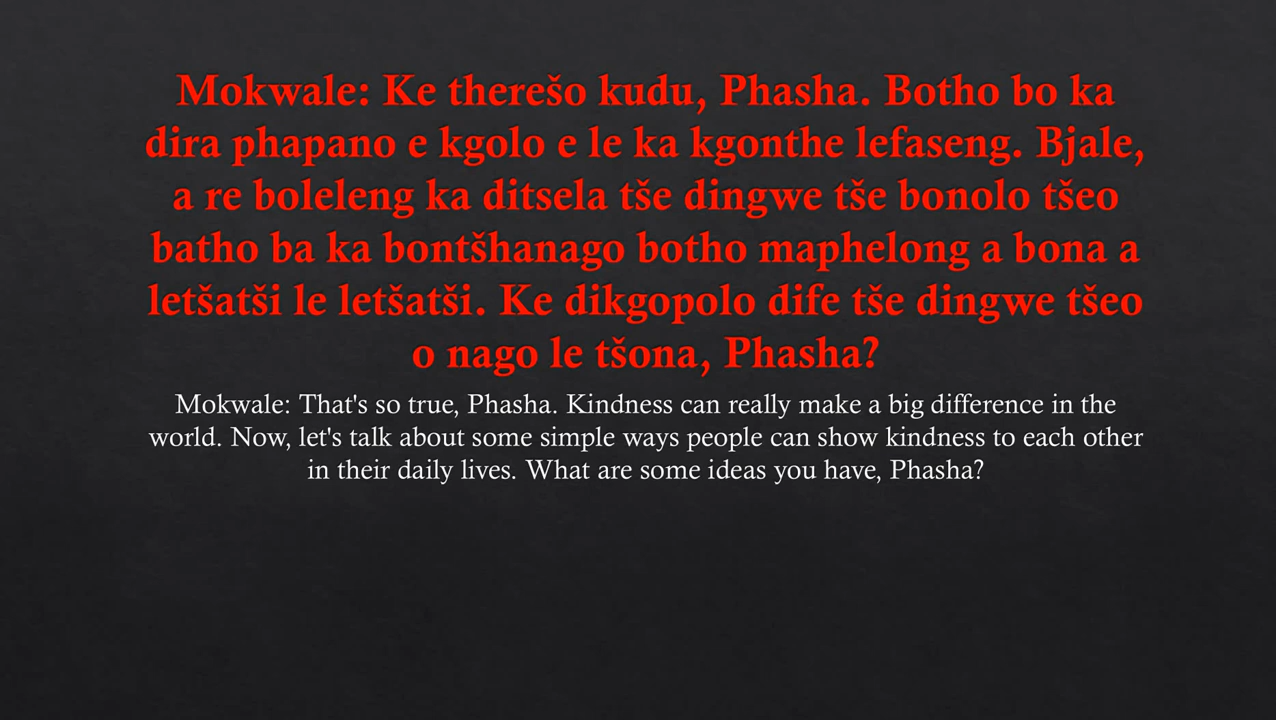 Mokwale: Ke therešo kudu, Phasha. Botho bo ka
dira phapano e kgolo e le ka kgonthe lefaseng. Bjale,
a re boleleng ka ditsela tše dingwe tše bonolo tšeo
batho ba ka bontšhanago botho maphelong a bona a
letšatši le letšatši. Ke dikgopolo dife tše dingwe tšeo
o nago le tšona, Phasha?
Mokwale: That's so true, Phasha. Kindness can really make a big difference in the
world. Now, let's talk about some simple ways people can show kindness to each other
in their daily lives. What are some ideas you have, Phasha?